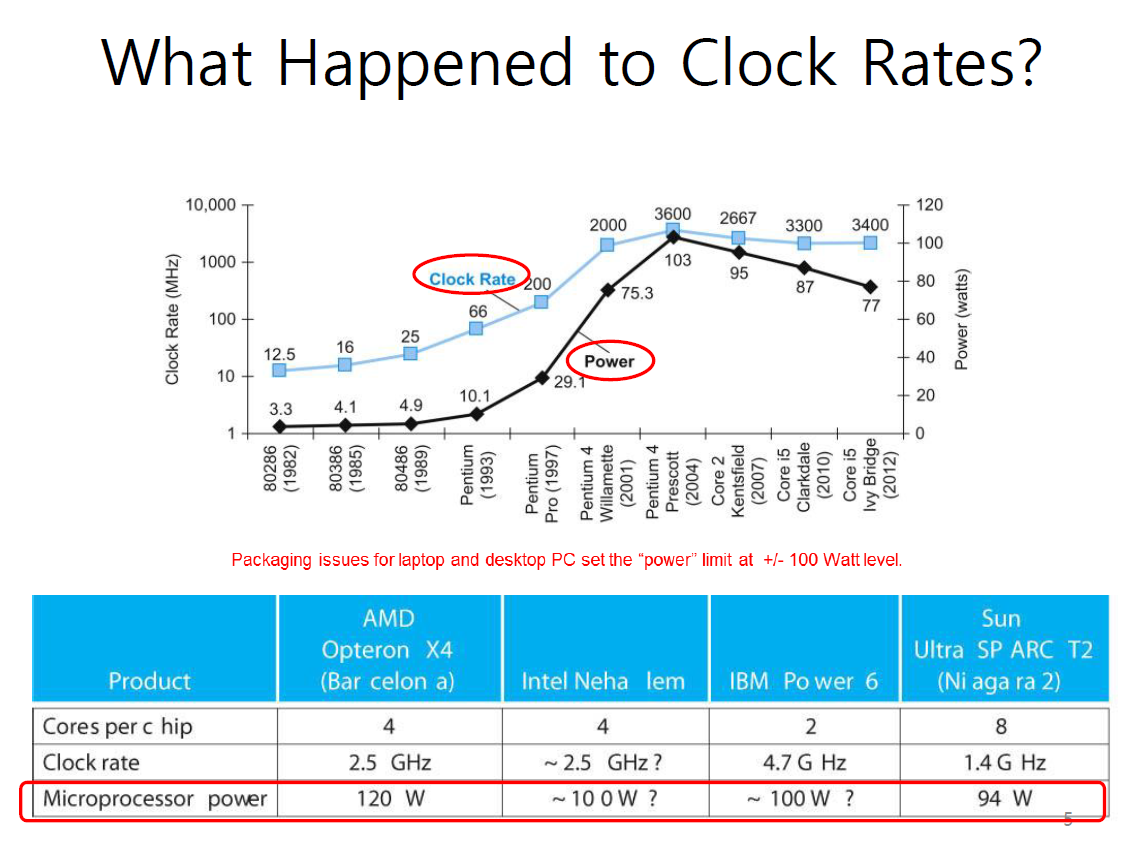 What Happened to Clock Rates?
10,000
1000
100
10
1
Clock Rate (MHz)
120
100
80
60
40
20
0
Power (watts)
Clock Rate
12.5
16
25
66
200
2000
3600
2667
3300
3400
Power
3.3
4.1
4.9
10.1
29.1
75.3
103
95
87
77
80286
(1982)
80386
(1985)
80486
(1989)
Pentium
(1993)
Pentium
Pro (1997)
Pentium 4
Willamette
(2001)
Pentium 4
Prescott
(2004)
Core 2
Kentsfield
(2007)
Core i5
Clarkdale
(2010)
Core i5
Ivy Bridge
(2012)
Packaging issues for laptop and desktop PC set the “power” limit at +/- 100 Watt level.
Product
AMD
Opteron X4
(Bar celon a)
Intel Neha lem
IBM Po wer 6
Sun
Ultra SP ARC T2
(Ni aga ra 2)
Cores per c hip 4 4 2 8
Clock rate 2.5 GHz ~ 2.5 GHz ? 4.7 G Hz 1.4 G Hz
Microprocessor power 120 W ~ 10 0 W ? ~ 100 W ? 94 W
5